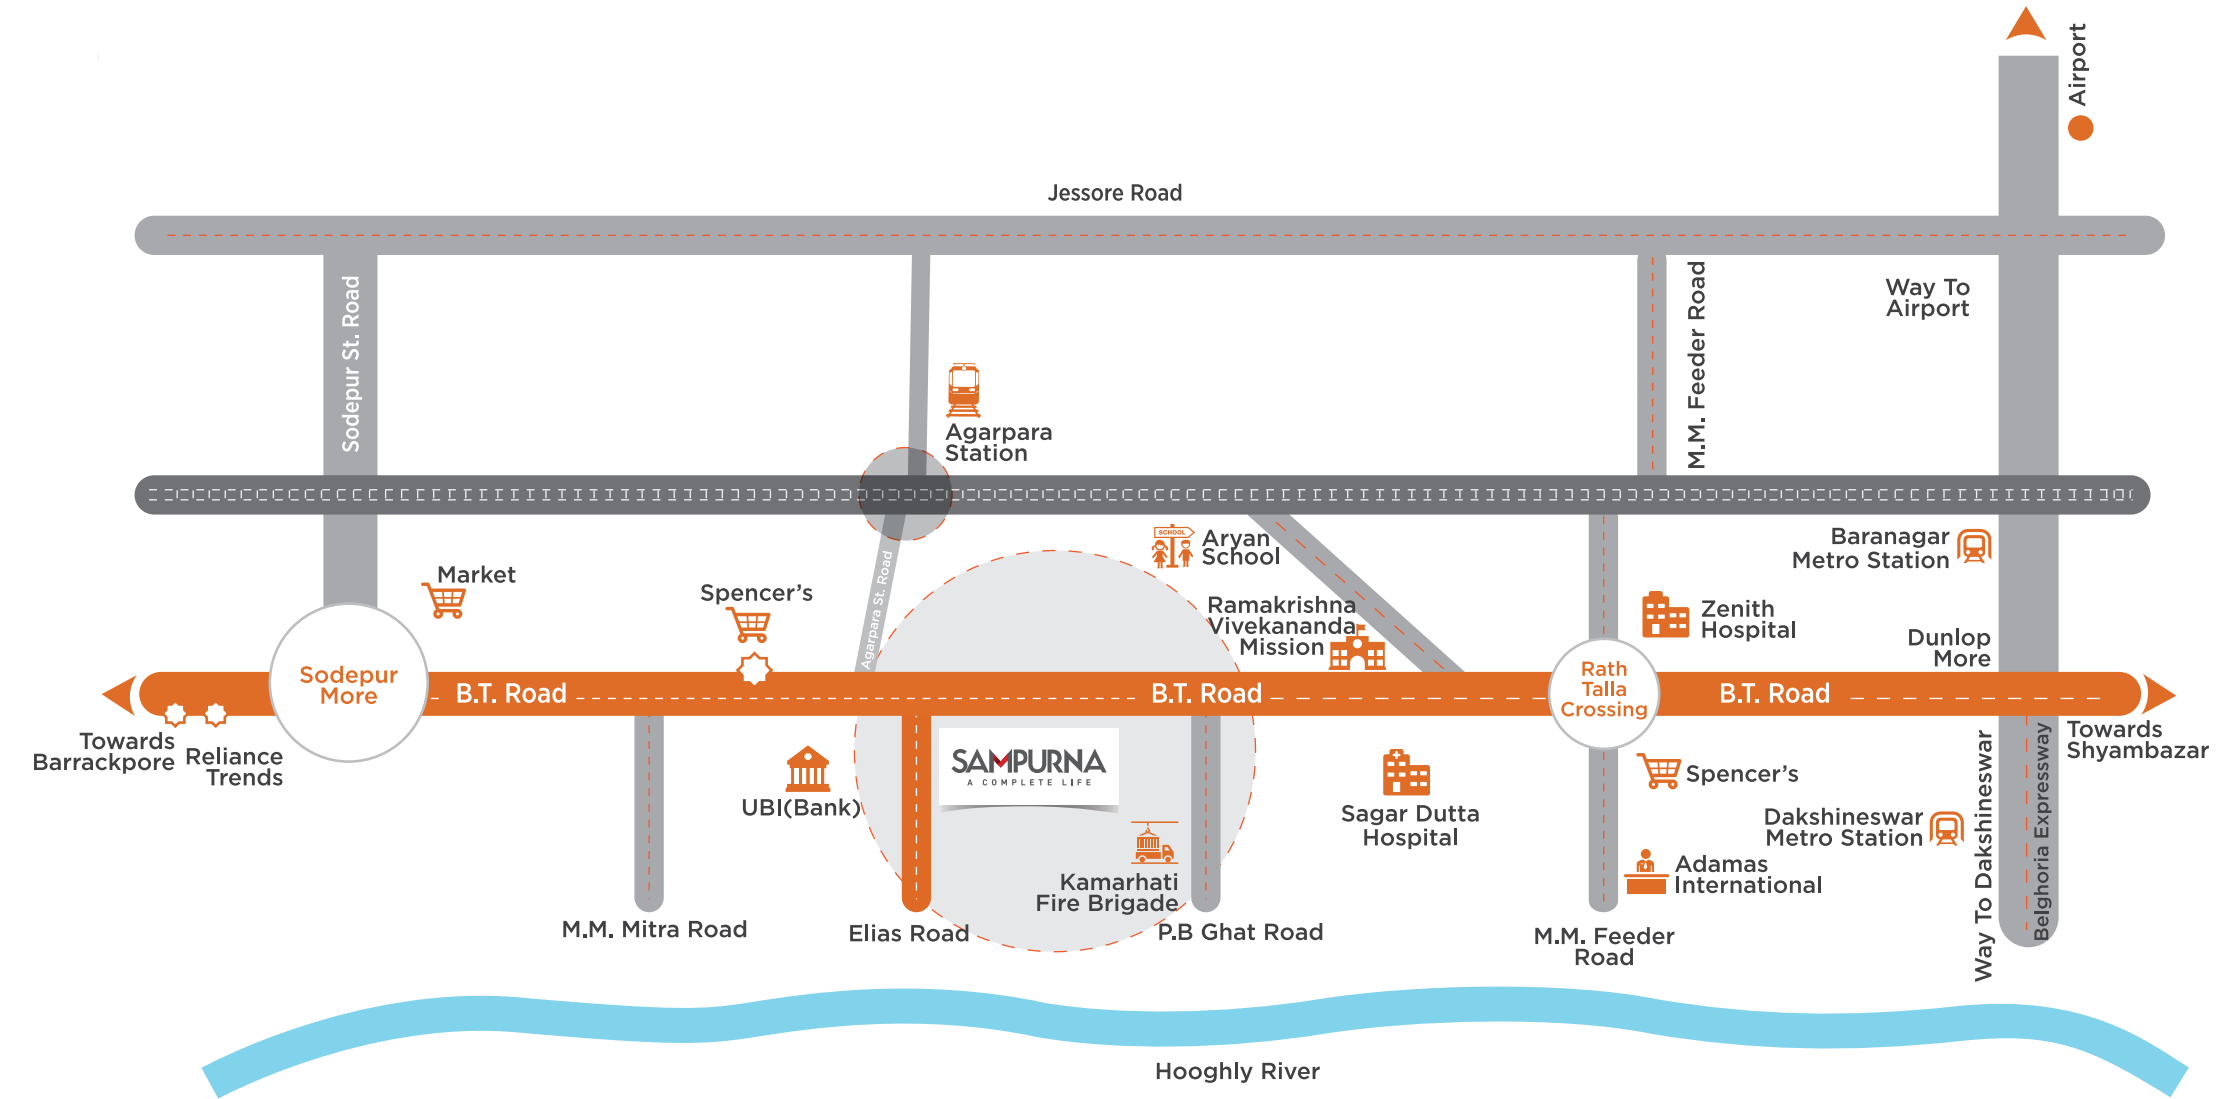 Airport
Jessore Road
Sodepur St. Road
M.M. Feeder Road
Way To
Airport
Agarpara
Station
SCHOOL
Aryan
School
Baranagar
Metro Station
Market
Spencer's
Agarpara St. Road
Ramakrishna
Vivekananda
Mission
Zenith
Hospital
Dunlop
More
Sodepur
More
B.T. Road
B.T. Road
Rath
Talla
Crossing
B.T. Road
Towards
Barrackpore
Reliance
Trends
UBI(Bank)
SAMPURNA
A COMPLETE LIFE
Sagar Dutta
Hospital
Spencer's
Towards
Shyambazar
Dakshineswar
Metro Station
Way To Dakshineswar
Belghoria Expressway
Kamarhati
Fire Brigade
Adamas
International
M.M. Mitra Road
Elias Road
P.B Ghat Road
M.M. Feeder
Road
Hooghly River